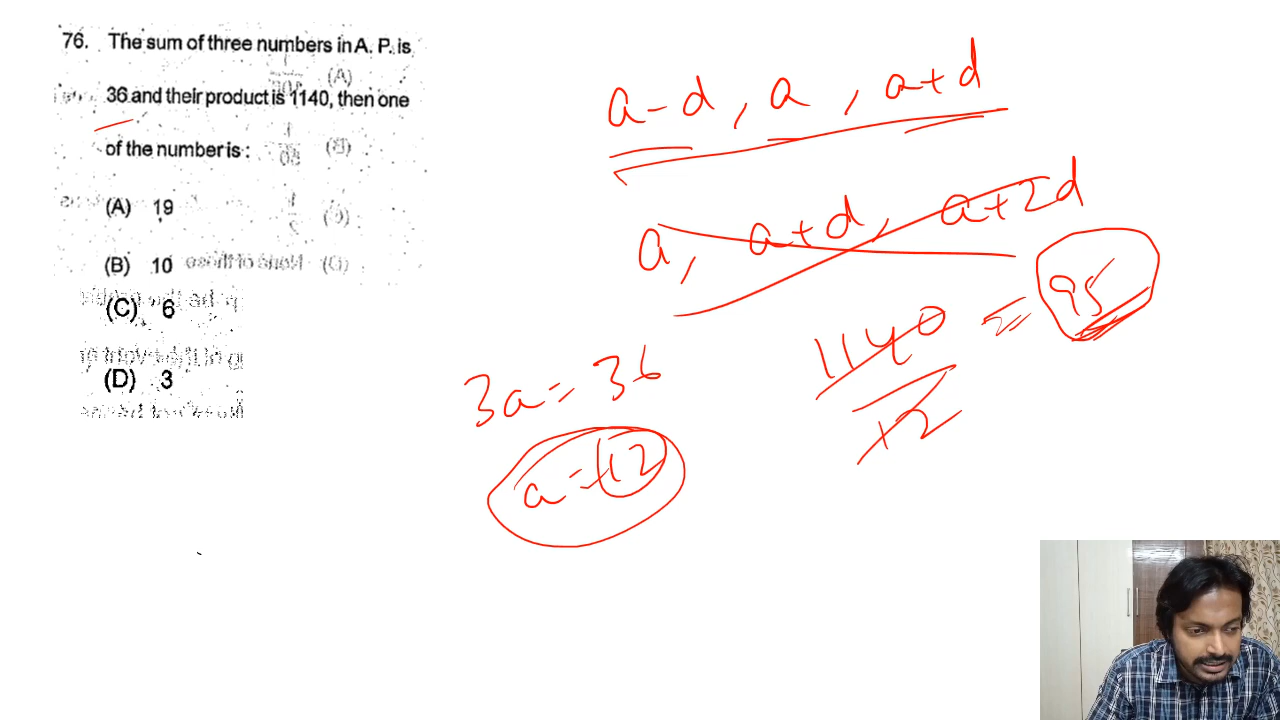 76. The sum of three numbers in A. P. is
36 and their product is 1140, then one
of the number is :
(A) 19
(B) 10
(C) 6
(D) 3
a-d, a, a+d
a, a+d, a+2d
1140
12
= 95
3a=36
a=12